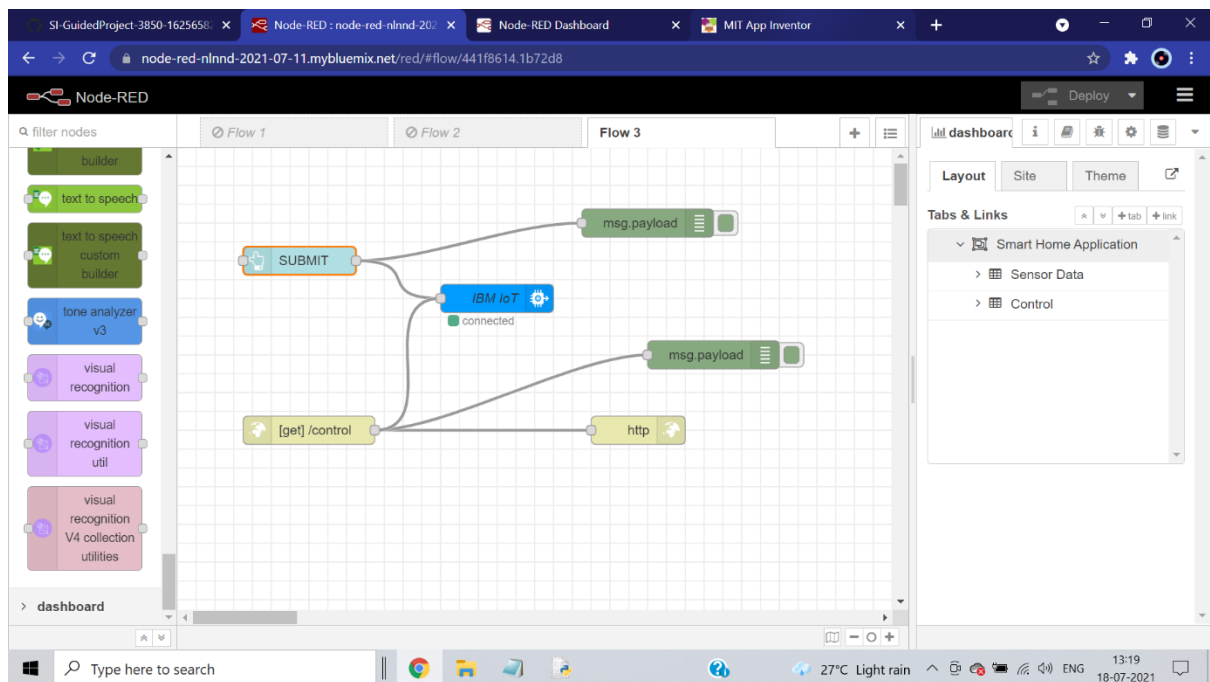 SI-GuidedProject-3850-1625658
Node-RED : node-red-nlnnd-202
Node-RED Dashboard
MIT App Inventor
node-red-nlnnd-2021-07-11.mybluemix.net/red/#flow/441f8614.1b72d8
Node-RED
Deploy
filter nodes
Flow 1
Flow 2
Flow 3
dashboard
i
builder
text to speech
text to speech
custom
builder
tone analyzer
v3
visual
recognition
visual
recognition
util
visual
recognition
V4 collection
utilities
dashboard
msg.payload
SUBMIT
IBM IoT
connected
msg.payload
[get] /control
http
Layout
Site
Theme
Tabs & Links
+ tab
+ link
Smart Home Application
Sensor Data
Control
Type here to search
27°C Light rain
ENG
13:19
18-07-2021